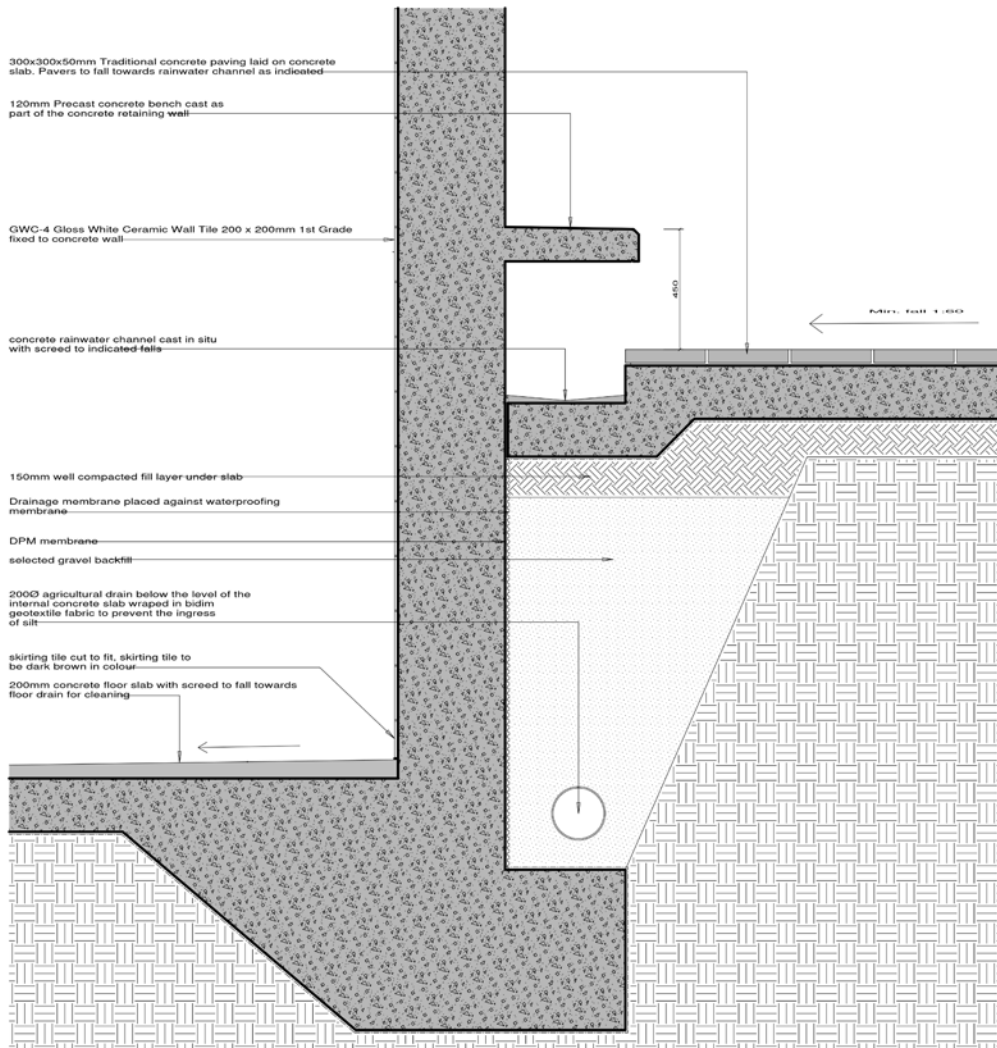 300x300x50mm Traditional concrete paving laid on concrete
slab. Pavers to fall towards rainwater channel as indicated
120mm Precast concrete bench cast as
part of the concrete retaining wall
GWC-4 Gloss White Ceramic Wall Tile 200 x 200mm 1st Grade
fixed to concrete wall
450
Min. fall 1:60
concrete rainwater channel cast in situ
with screed to indicated falls
150mm well compacted fill layer under slab
Drainage membrane placed against waterproofing
membrane
DPM membrane
selected gravel backfill
200Ø agricultural drain below the level of the
internal concrete slab wraped in bidim
geotextile fabric to prevent the ingress
of silt
skirting tile cut to fit, skirting tile to
be dark brown in colour
200mm concrete floor slab with screed to fall towards
floor drain for cleaning